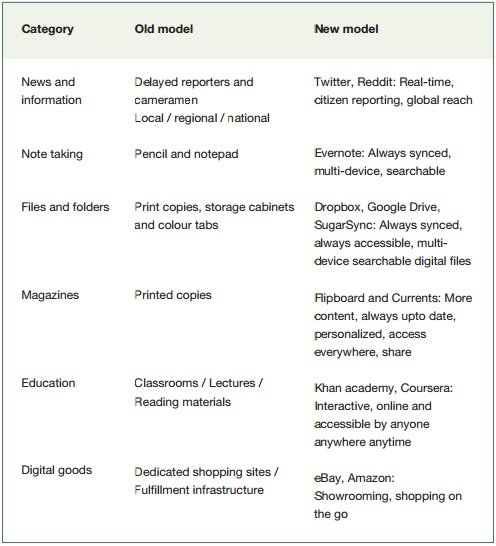 Category Old model New model
News and information
Delayed reporters and
cameramen
Local / regional / national
Twitter, Reddit: Real-time,
citizen reporting, global reach
Note taking
Pencil and notepad
Evernote: Always synced,
multi-device, searchable
Files and folders
Print copies, storage cabinets
and colour tabs
Dropbox, Google Drive,
SugarSync: Always synced,
always accessible, multi-
device searchable digital files
Magazines
Printed copies
Flipboard and Currents: More
content, always upto date,
personalized, access
everywhere, share
Education
Classrooms / Lectures /
Reading materials
Khan academy, Coursera:
Interactive, online and
accessible by anyone
anywhere anytime
Digital goods
Dedicated shopping sites /
Fulfillment infrastructure
eBay, Amazon:
Showrooming, shopping on
the go